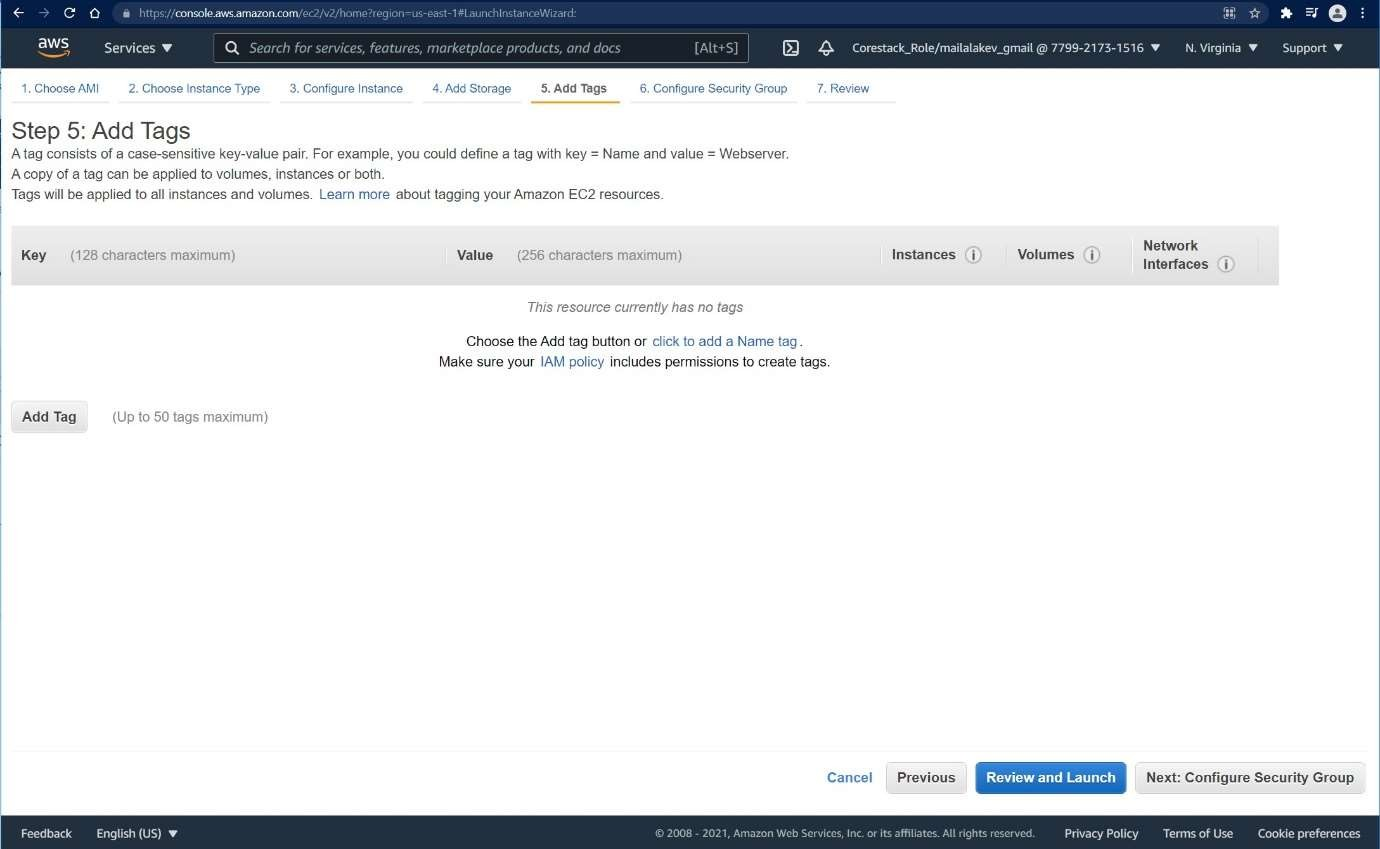 https://console.aws.amazon.com/ec2/v2/home?region=us-east-1#LaunchInstanceWizard:
aws Services Search for services, features, marketplace products, and docs [Alt+S] Corestack_Role/mailalakev_gmail @ 7799-2173-1516 N. Virginia Support
1. Choose AMI 2. Choose Instance Type 3. Configure Instance 4. Add Storage 5. Add Tags 6. Configure Security Group 7. Review
Step 5: Add Tags
A tag consists of a case-sensitive key-value pair. For example, you could define a tag with key = Name and value = Webserver.
A copy of a tag can be applied to volumes, instances or both.
Tags will be applied to all instances and volumes. Learn more about tagging your Amazon EC2 resources.
Key (128 characters maximum) Value (256 characters maximum) Instances Volumes Network
Interfaces
This resource currently has no tags
Choose the Add tag button or click to add a Name tag.
Make sure your IAM policy includes permissions to create tags.
Add Tag (Up to 50 tags maximum)
Cancel Previous Review and Launch Next: Configure Security Group
Feedback English (US) © 2008 - 2021, Amazon Web Services, Inc. or its affiliates. All rights reserved. Privacy Policy Terms of Use Cookie preferences